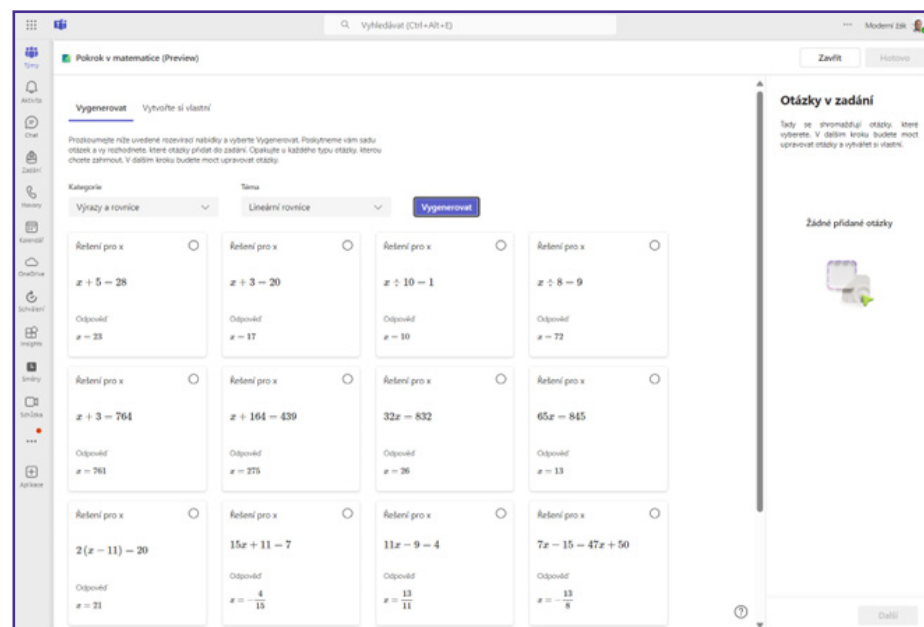 Vyhledávat (Ctrl+Alt+E)
Moderní žák
Týmy
Aktivita
Chat
Zadání
Hovory
Kalendář
OneDrive
Schválení
Insights
Směny
Schůzka
Aplikace
Pokrok v matematice (Preview)
Zavřít
Hotovo
Vygenerovat
Vytvořte si vlastní
Prozkoumejte níže uvedené rozevírací nabídky a vyberte Vygenerovat. Poskytneme vám sadu
otázek a vy rozhodnete, které otázky přidat do zadání. Opakujte u každého typu otázky, kterou
chcete zahrnout. V dalším kroku budete moct upravovat otázky.
Kategorie
Téma
Výrazy a rovnice
Lineární rovnice
Vygenerovat
Řešení pro x
x + 5 = 28
Odpověď
x = 23
Řešení pro x
x + 3 = 20
Odpověď
x = 17
Řešení pro x
x ÷ 10 = 1
Odpověď
x = 10
Řešení pro x
x ÷ 8 = 9
Odpověď
x = 72
Řešení pro x
x + 3 = 764
Odpověď
x = 761
Řešení pro x
x + 164 = 439
Odpověď
x = 275
Řešení pro x
32x = 832
Odpověď
x = 26
Řešení pro x
65x = 845
Odpověď
x = 13
Řešení pro x
2 (x − 11) = 20
Odpověď
x = 21
Řešení pro x
15x + 11 = 7
Odpověď
x = −4/15
Řešení pro x
11x − 9 = 4
Odpověď
x = 13/11
Řešení pro x
7x − 15 = 47x + 50
Odpověď
x = −13/8
Otázky v zadání
Tady se shromažďují otázky, které
vyberete. V dalším kroku budete moct
upravovat otázky a vytvářet si vlastní.
Žádné přidané otázky
Další